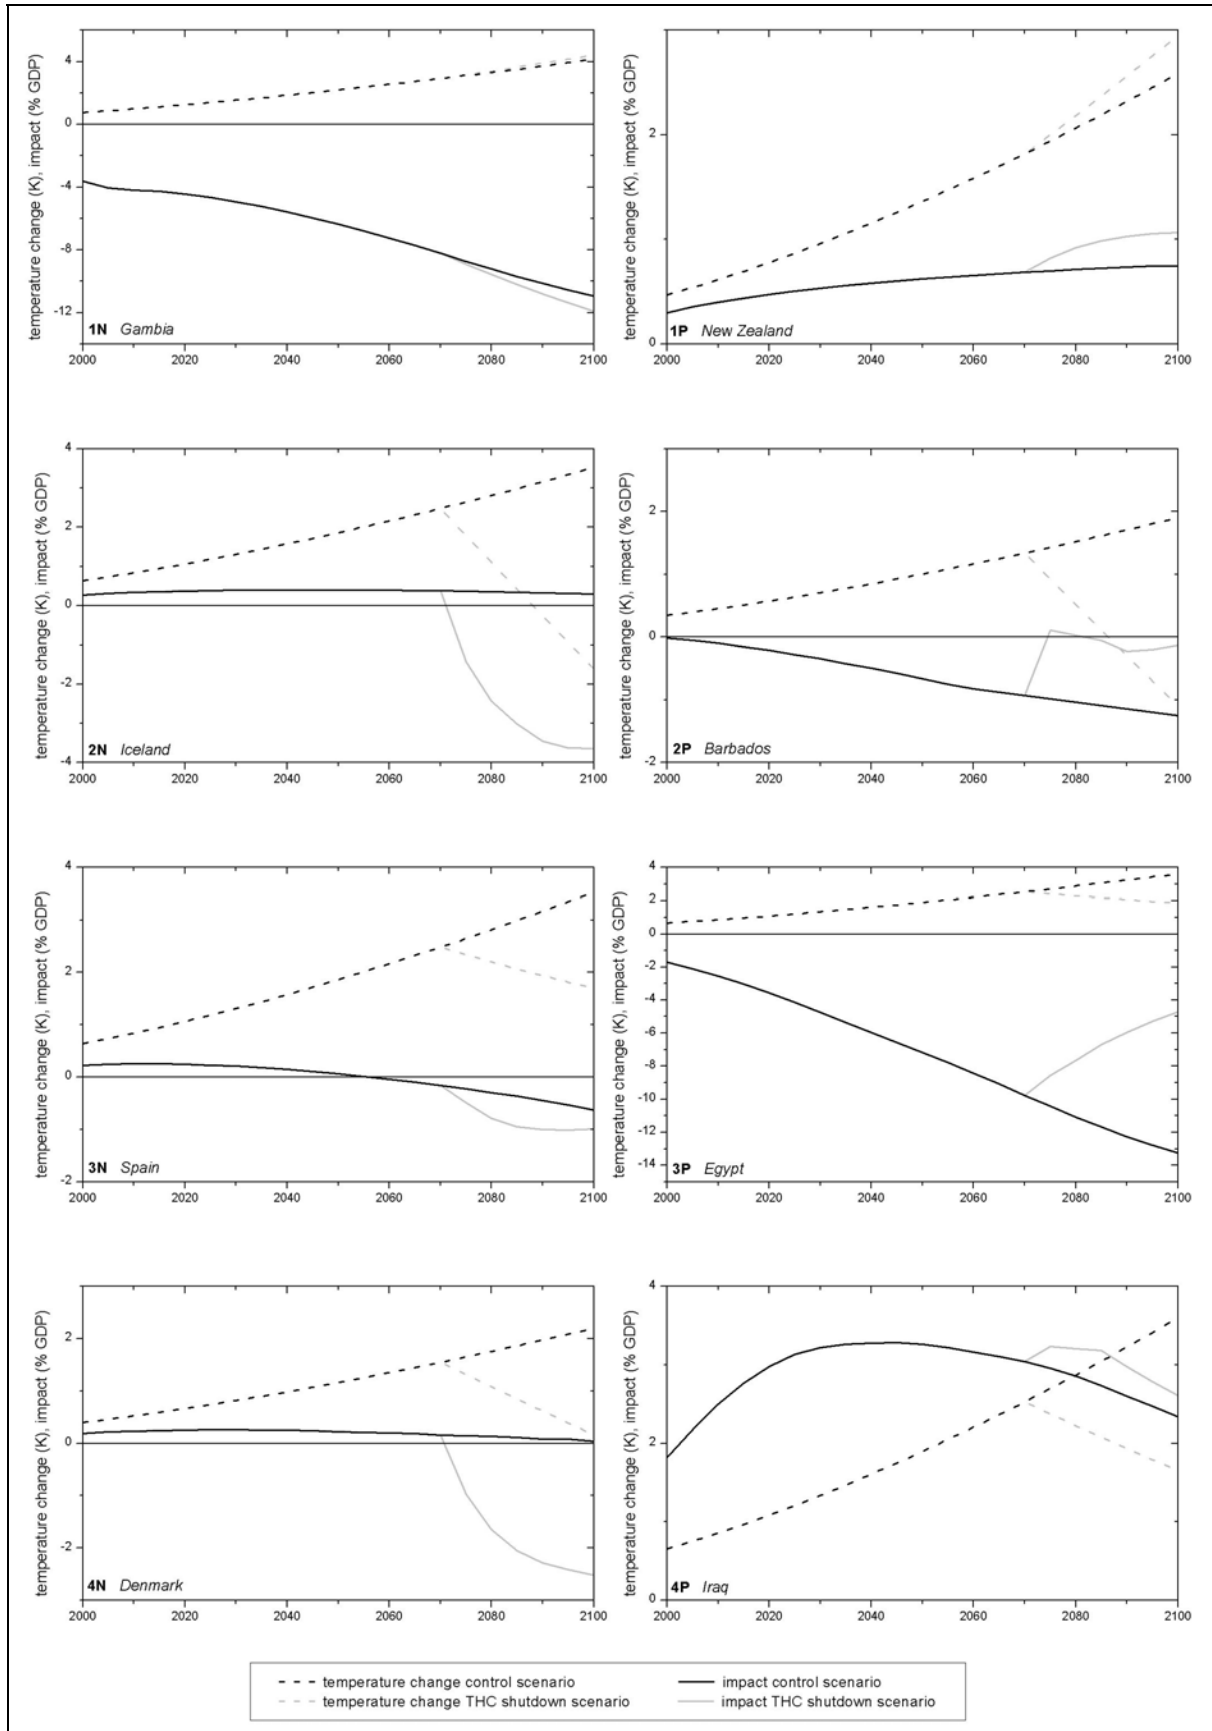 temperature change (K), impact (% GDP)
4
0
-4
-8
-12
1N Gambia
2000 2020 2040 2060 2080 2100
temperature change (K), impact (% GDP)
2
0
1P New Zealand
2000 2020 2040 2060 2080 2100
temperature change (K), impact (% GDP)
4
2
0
-2
-4
2N Iceland
2000 2020 2040 2060 2080 2100
temperature change (K), impact (% GDP)
2
0
-2
2P Barbados
2000 2020 2040 2060 2080 2100
temperature change (K), impact (% GDP)
4
2
0
-2
3N Spain
2000 2020 2040 2060 2080 2100
temperature change (K), impact (% GDP)
4
2
0
-2
-4
-6
-8
-10
-12
-14
3P Egypt
2000 2020 2040 2060 2080 2100
temperature change (K), impact (% GDP)
2
0
-2
4N Denmark
2000 2020 2040 2060 2080 2100
temperature change (K), impact (% GDP)
4
2
0
4P Iraq
2000 2020 2040 2060 2080 2100
temperature change control scenario
impact control scenario
temperature change THC shutdown scenario
impact THC shutdown scenario